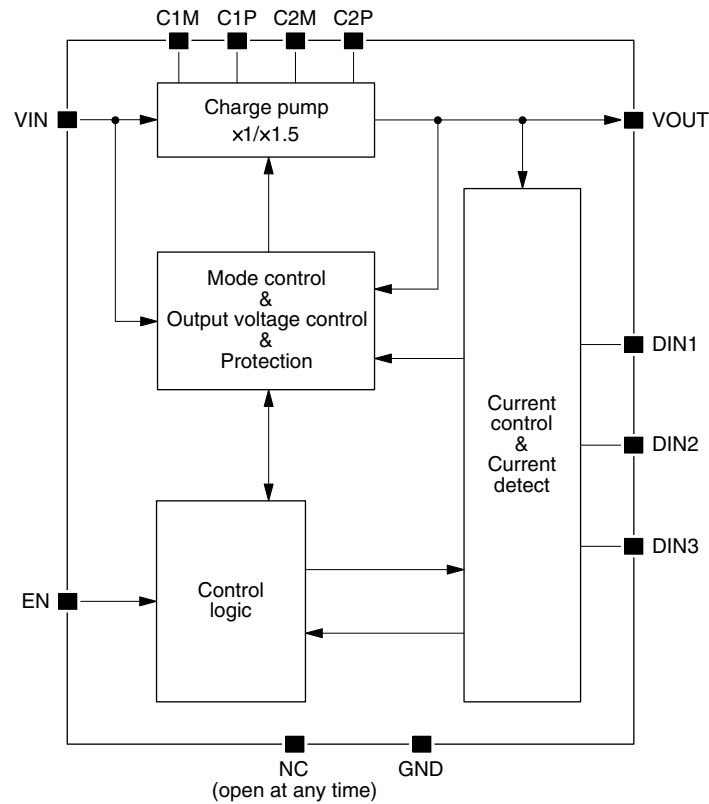 C1M C1P C2M C2P
VIN
Charge pump
×1/×1.5
VOUT
Mode control
&
Output voltage control
&
Protection
DIN1
Current
control
&
Current
detect
DIN2
DIN3
EN
Control
logic
NC
(open at any time)
GND